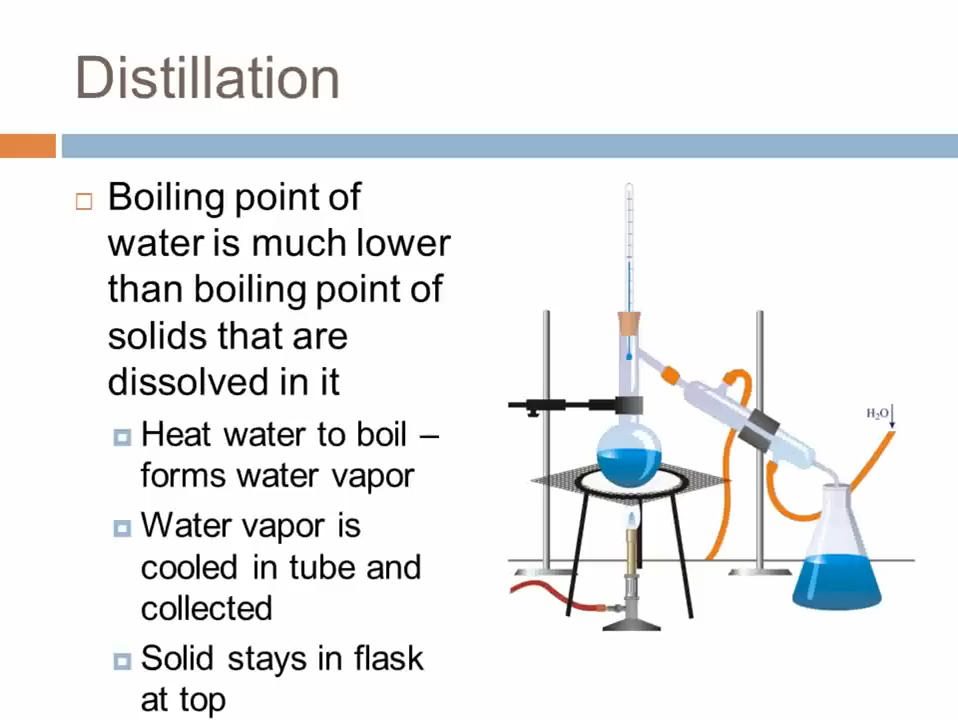 Distillation
Boiling point of
water is much lower
than boiling point of
solids that are
dissolved in it
Heat water to boil –
forms water vapor
Water vapor is
cooled in tube and
collected
Solid stays in flask
at top
H₂O